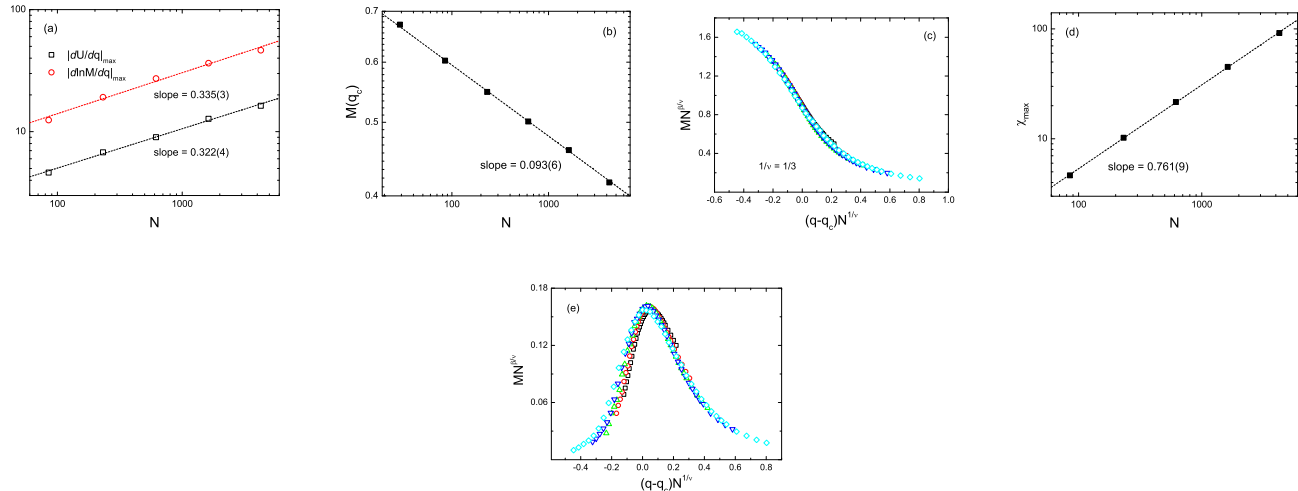 (a)
100
10
|dU/dq|max
|dlnM/dq|max
slope = 0.335(3)
slope = 0.322(4)
100
1000
N
(b)
0.7
0.6
0.5
0.4
M(qc)
slope = 0.093(6)
100
1000
N
(c)
1.6
1.2
0.8
0.4
0.0
MN^β/ν
1/ν = 1/3
-0.6 -0.4 -0.2 0.0 0.2 0.4 0.6 0.8 1.0
(q-qc)N^1/ν
(d)
100
10
χmax
slope = 0.761(9)
100
1000
N
(e)
0.18
0.12
0.06
MN^β/ν
-0.4 -0.2 0.0 0.2 0.4 0.6 0.8
(q-qc)N^1/ν